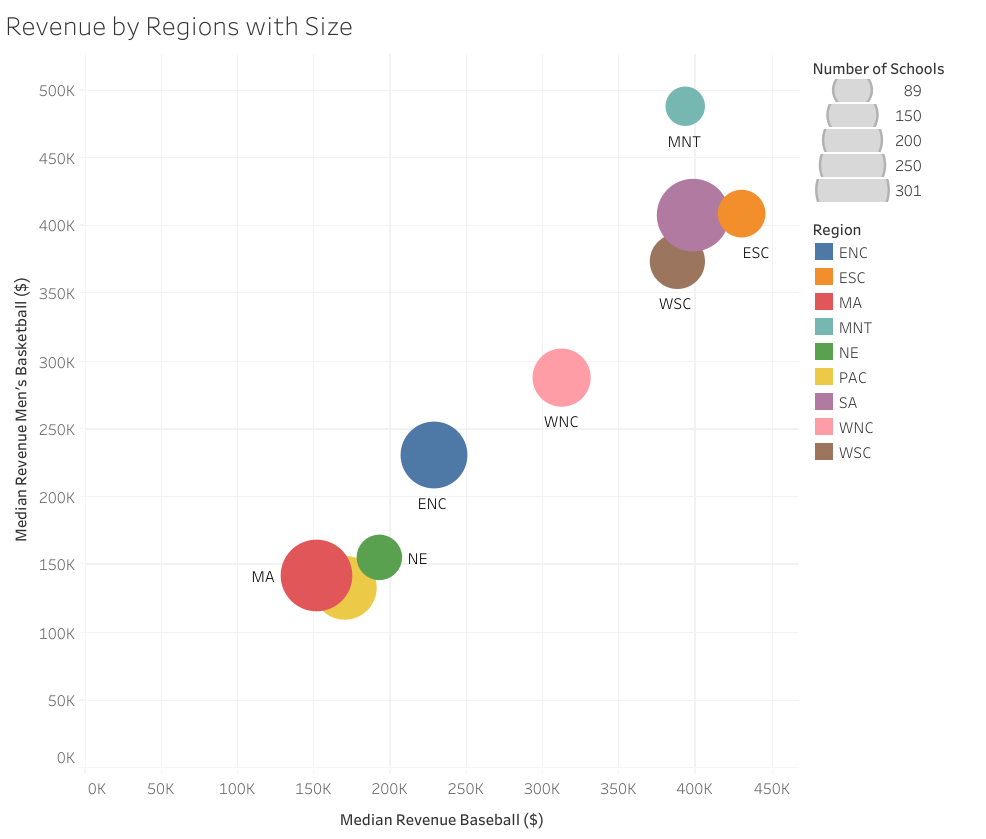 Revenue by Regions with Size
500K
450K
400K
350K
300K
250K
200K
150K
100K
50K
0K
Median Revenue Men's Basketball ($)
MNT
ESC
WSC
WNC
ENC
NE
MA
0K 50K 100K 150K 200K 250K 300K 350K 400K 450K
Median Revenue Baseball ($)
Number of Schools
89
150
200
250
301
Region
ENC
ESC
MA
MNT
NE
PAC
SA
WNC
WSC